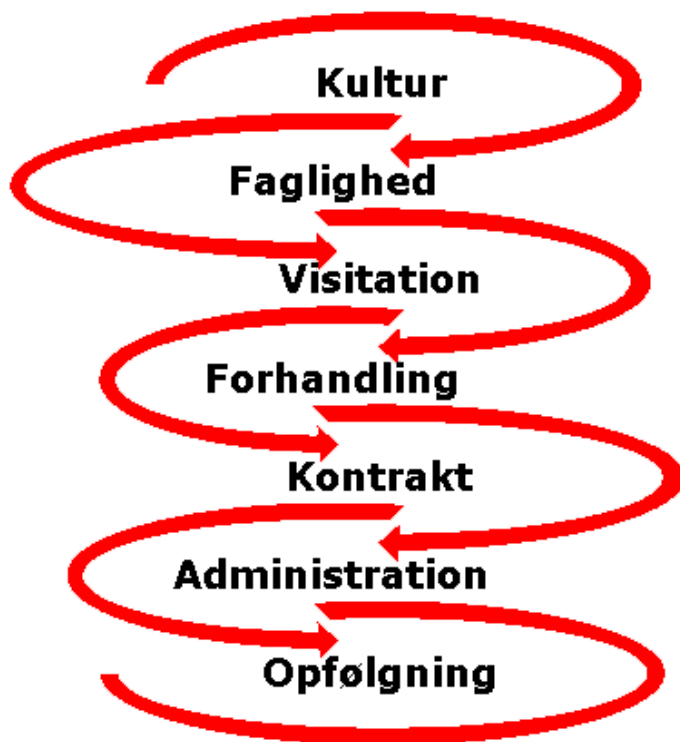 Kultur
Faglighed
Visitation
Forhandling
Kontrakt
Administration
Opfølgning